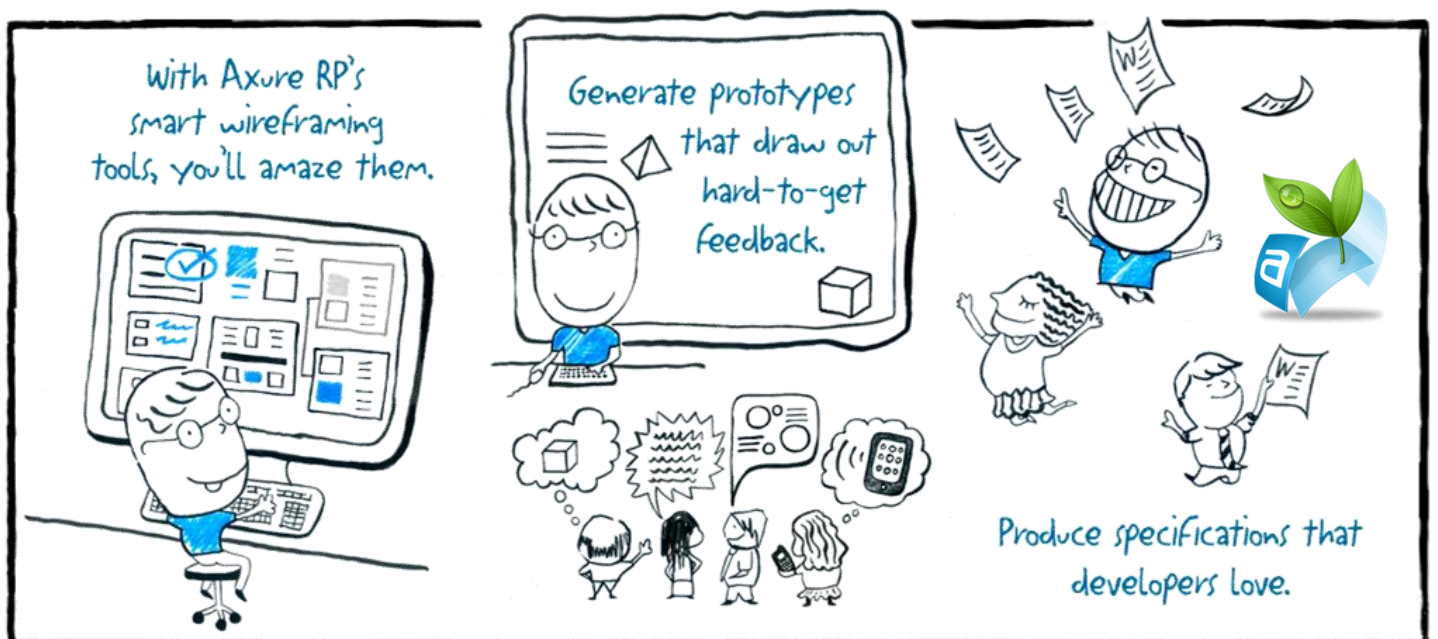 With Axure RP's
smart wireframing
tools, you'll amaze them.
Generate prototypes
that draw out
hard-to-get
feedback.
W
a
W
Produce specifications that
developers love.